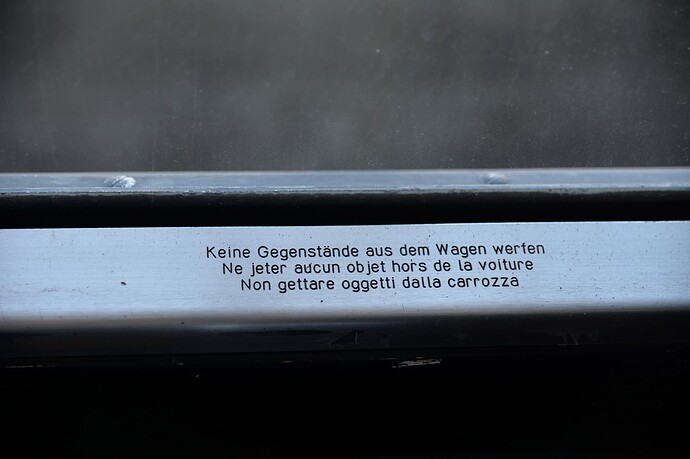 Keine Gegenstände aus dem Wagen werfen
Ne jeter aucun objet hors de la voiture
Non gettare oggetti dalla carrozza